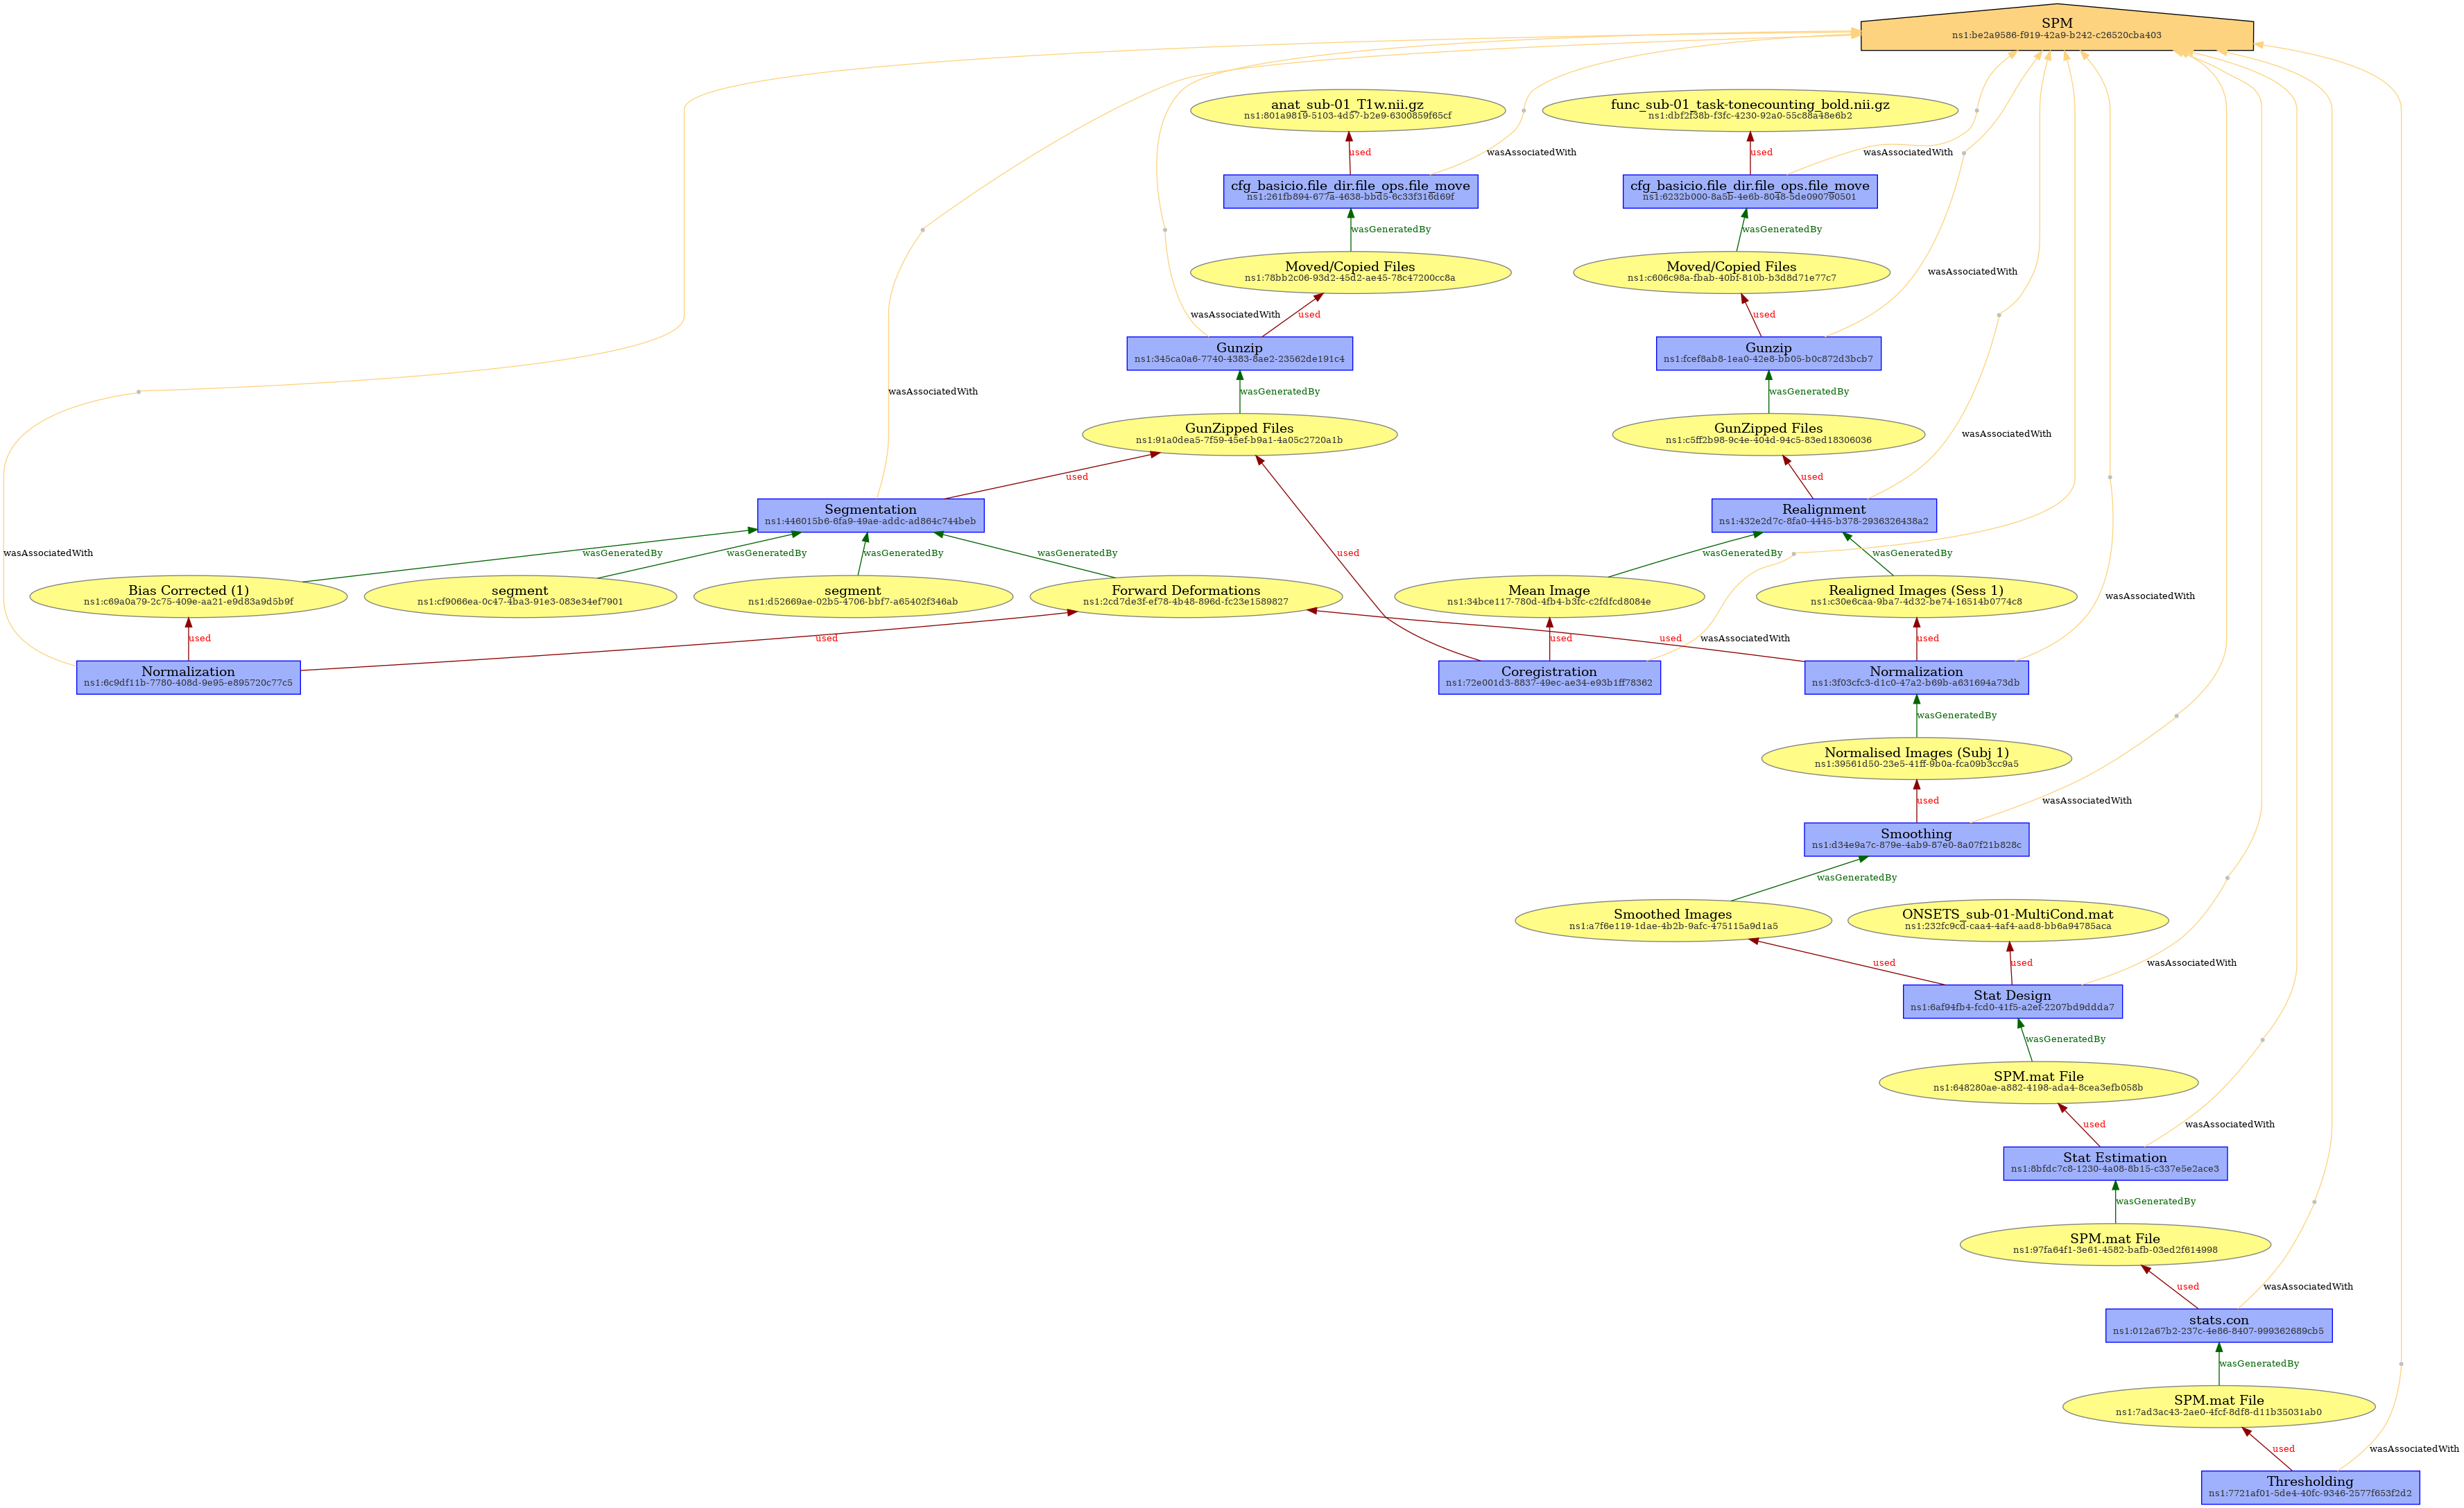 SPM
ns1:be2a9586-f919-42a9-b242-c26520cba403
anat_sub-01_T1w.nii.gz
ns1:801a9819-5103-4d57-b2e9-6300859f65cf
func_sub-01_task-tonecounting_bold.nii.gz
ns1:dbf2f38b-f3fc-4230-92a0-55c88a48e6b2
used
wasAssociatedWith
used
wasAssociatedWith
cfg_basicio.file_dir.file_ops.file_move
ns1:261fb894-677a-4638-bbd5-6c33f316d69f
cfg_basicio.file_dir.file_ops.file_move
ns1:6232b000-8a5b-4e6b-8048-5de090790501
wasGeneratedBy
wasGeneratedBy
Moved/Copied Files
ns1:78bb2c06-93d2-45d2-ae45-78c47200cc8a
Moved/Copied Files
ns1:c606c98a-fbab-40bf-810b-b3d8d71e77c7
wasAssociatedWith
wasAssociatedWith
used
used
Gunzip
ns1:345ca0a6-7740-4383-8ae2-23562de191c4
Gunzip
ns1:fcef8ab8-1ea0-42e8-bb05-b0c872d3bcb7
wasAssociatedWith
wasGeneratedBy
wasGeneratedBy
GunZipped Files
ns1:91a0dea5-7f59-45ef-b9a1-4a05c2720a1b
GunZipped Files
ns1:c5ff2b98-9c4e-404d-94c5-83ed18306036
wasAssociatedWith
used
used
Segmentation
ns1:446015b6-6fa9-49ae-addc-ad864c744beb
Realignment
ns1:432e2d7c-8fa0-4445-b378-2936326438a2
wasAssociatedWith
wasGeneratedBy
wasGeneratedBy
wasGeneratedBy
wasGeneratedBy
used
wasGeneratedBy
wasGeneratedBy
Bias Corrected (1)
ns1:c69a0a79-2c75-409e-aa21-e9d83a9d5b9f
segment
ns1:cf9066ea-0c47-4ba3-91e3-083e34ef7901
segment
ns1:d52669ae-02b5-4706-bbf7-a65402f346ab
Forward Deformations
ns1:2cd7de3f-ef78-4b48-896d-fc23e1589827
Mean Image
ns1:34bce117-780d-4fb4-b3fc-c2fdfcd8084e
Realigned Images (Sess 1)
ns1:c30e6caa-9ba7-4d32-be74-16514b0774c8
wasAssociatedWith
used
used
used
used
wasAssociatedWith
used
Normalization
ns1:6c9df11b-7780-408d-9e95-e895720c77c5
Coregistration
ns1:72e001d3-8837-49ec-ae34-e93b1ff78362
Normalization
ns1:3f03cfc3-d1c0-47a2-b69b-a631694a73db
wasGeneratedBy
Normalised Images (Subj 1)
ns1:39561d50-23e5-41ff-9b0a-fca09b3cc9a5
used
wasAssociatedWith
Smoothing
ns1:d34e9a7c-879e-4ab9-87e0-8a07f21b828c
wasGeneratedBy
Smoothed Images
ns1:a7f6e119-1dae-4b2b-9afc-475115a9d1a5
ONSETS_sub-01-MultiCond.mat
ns1:232fc9cd-caa4-4af4-aad8-bb6a94785aca
used
used
wasAssociatedWith
Stat Design
ns1:6af94fb4-fcd0-41f5-a2ef-2207bd9ddda7
wasGeneratedBy
SPM.mat File
ns1:648280ae-a882-4198-ada4-8cea3efb058b
used
wasAssociatedWith
Stat Estimation
ns1:8bfdc7c8-1230-4a08-8b15-c337e5e2ace3
wasGeneratedBy
SPM.mat File
ns1:97fa64f1-3e61-4582-bafb-03ed2f614998
used
wasAssociatedWith
stats.con
ns1:012a67b2-237c-4e86-8407-999362689cb5
wasGeneratedBy
SPM.mat File
ns1:7ad3ac43-2ae0-4fcf-8df8-d11b35031ab0
used
wasAssociatedWith
Thresholding
ns1:7721af01-5de4-40fc-9346-2577f653f2d2